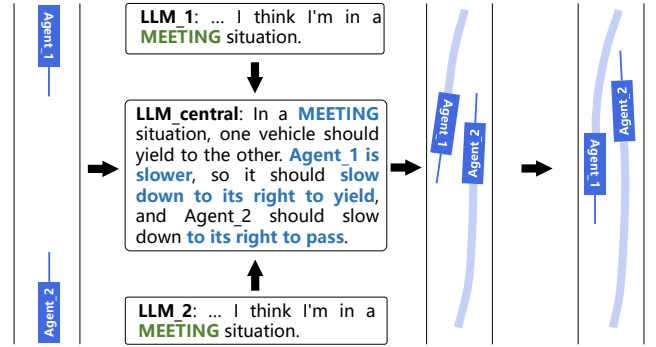 Agent_1
LLM_1: ... I think I'm in a
MEETING situation.
LLM_central: In a MEETING
situation, one vehicle should
yield to the other. Agent_1 is
slower, so it should slow
down to its right to yield,
and Agent_2 should slow
down to its right to pass.
Agent_2
LLM_2: ... I think I'm in a
MEETING situation.
Agent_1
Agent_2
Agent_2
Agent_1